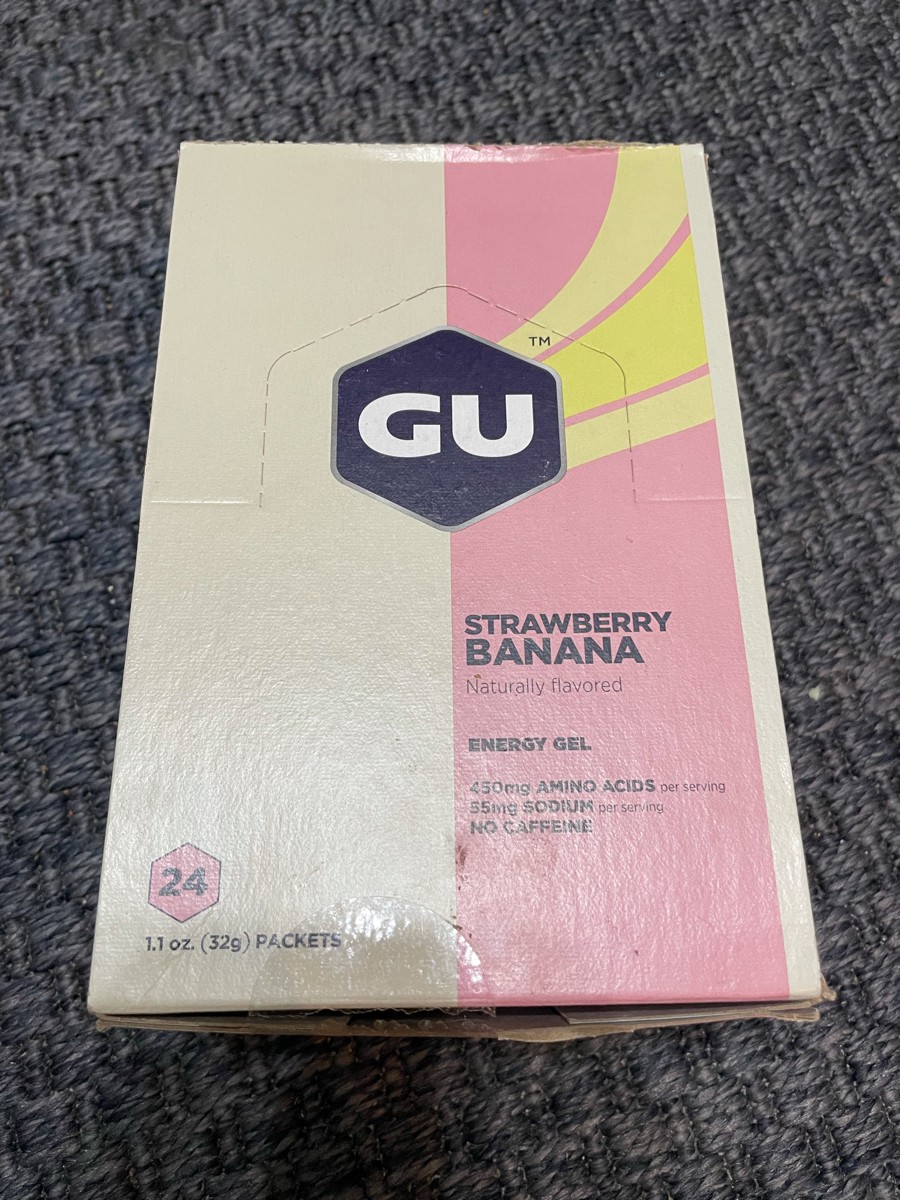 GU
TM
STRAWBERRY
BANANA
Naturally flavored
ENERGY GEL
450mg AMINO ACIDS per serving
55mg SODIUM per serving
NO CAFFEINE
24
1.1 oz. (32g) PACKETS